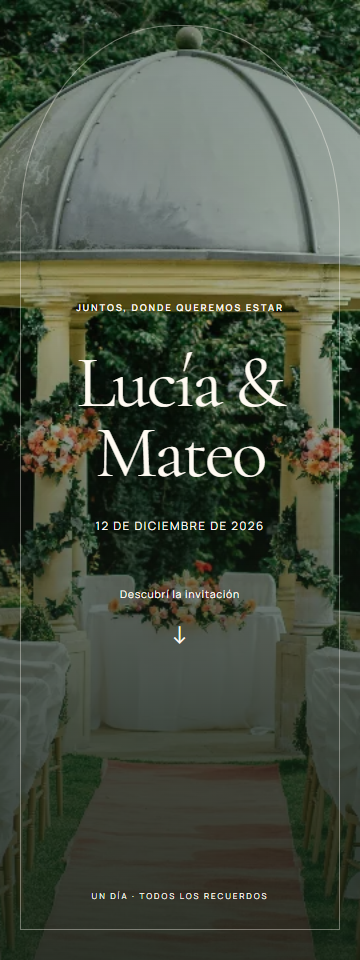 JUNTOS, DONDE QUEREMOS ESTAR
Lucía &
Mateo
12 DE DICIEMBRE DE 2026
Descubrí la invitación
↓
UN DÍA · TODOS LOS RECUERDOS